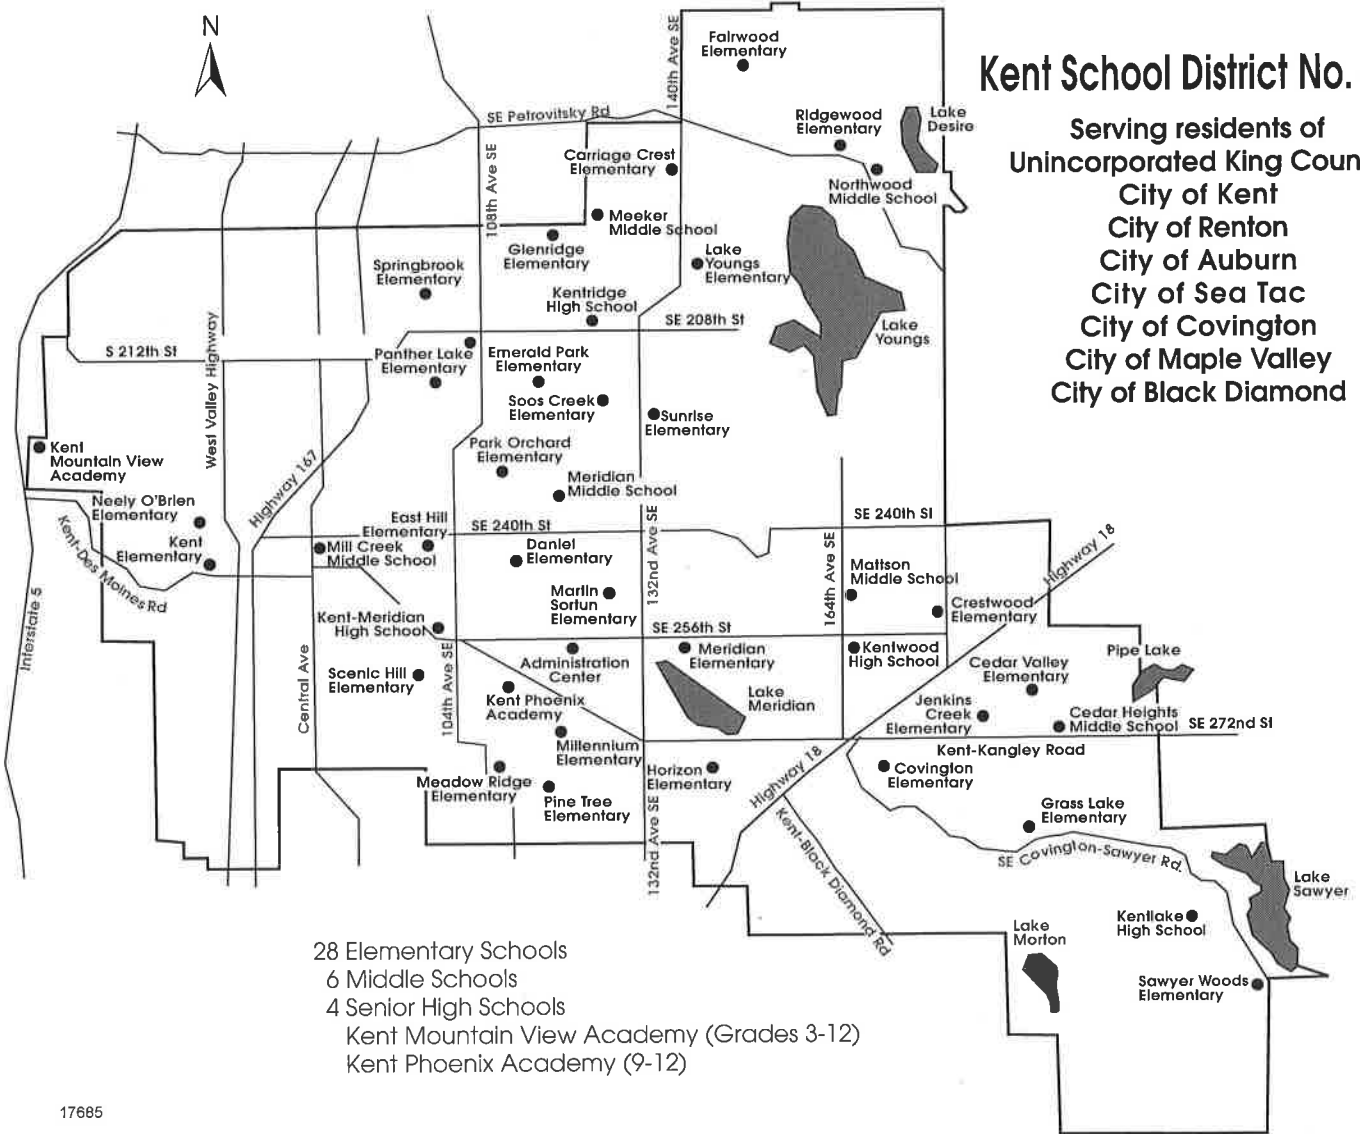 N
Kent School District No.
Serving residents of
Unincorporated King Coun
City of Kent
City of Renton
City of Auburn
City of Sea Tac
City of Covington
City of Maple Valley
City of Black Diamond
140th Ave SE
Fairwood
Elementary
SE Petrovitsky Rd
Ridgewood
Elementary
Lake
Desire
108th Ave SE
Carriage Crest
Elementary
Northwood
Middle School
Meeker
Middle School
Glenridge
Elementary
Lake
Youngs
Elementary
Springbrook
Elementary
Kentridge
High School
SE 208th St
Lake
Youngs
S 212th St
West Valley Highway
Panther Lake
Elementary
Emerald Park
Elementary
Soos Creek
Elementary
Sunrise
Elementary
Kent
Mountain View
Academy
Park Orchard
Elementary
Meridian
Middle School
Highway 167
Neely O'Brien
Elementary
Kent
Elementary
Kent-Des Moines Rd
East Hill
Elementary
SE 240th St
SE 240th St
132nd Ave SE
164th Ave SE
Highway 18
Mill Creek
Middle School
Daniel
Elementary
Mattson
Middle School
Martin
Sortun
Elementary
Crestwood
Elementary
Interstate 5
Kent-Meridian
High School
SE 256th St
Central Ave
104th Ave SE
Administration
Center
Meridian
Elementary
Kentwood
High School
Cedar Valley
Elementary
Pipe Lake
Scenic Hill
Elementary
Kent Phoenix
Academy
Lake
Meridian
Jenkins
Creek
Elementary
Cedar Heights
Middle School
SE 272nd St
Millennium
Elementary
Kent-Kangley Road
Meadow Ridge
Elementary
Horizon
Elementary
Highway 18
Covington
Elementary
Pine Tree
Elementary
132nd Ave SE
Kent-Black Diamond Rd
Grass Lake
Elementary
SE Covington-Sawyer Rd.
Lake
Sawyer
Kentlake
High School
Lake
Morton
Sawyer Woods
Elementary
28 Elementary Schools
6 Middle Schools
4 Senior High Schools
Kent Mountain View Academy (Grades 3-12)
Kent Phoenix Academy (9-12)
17685